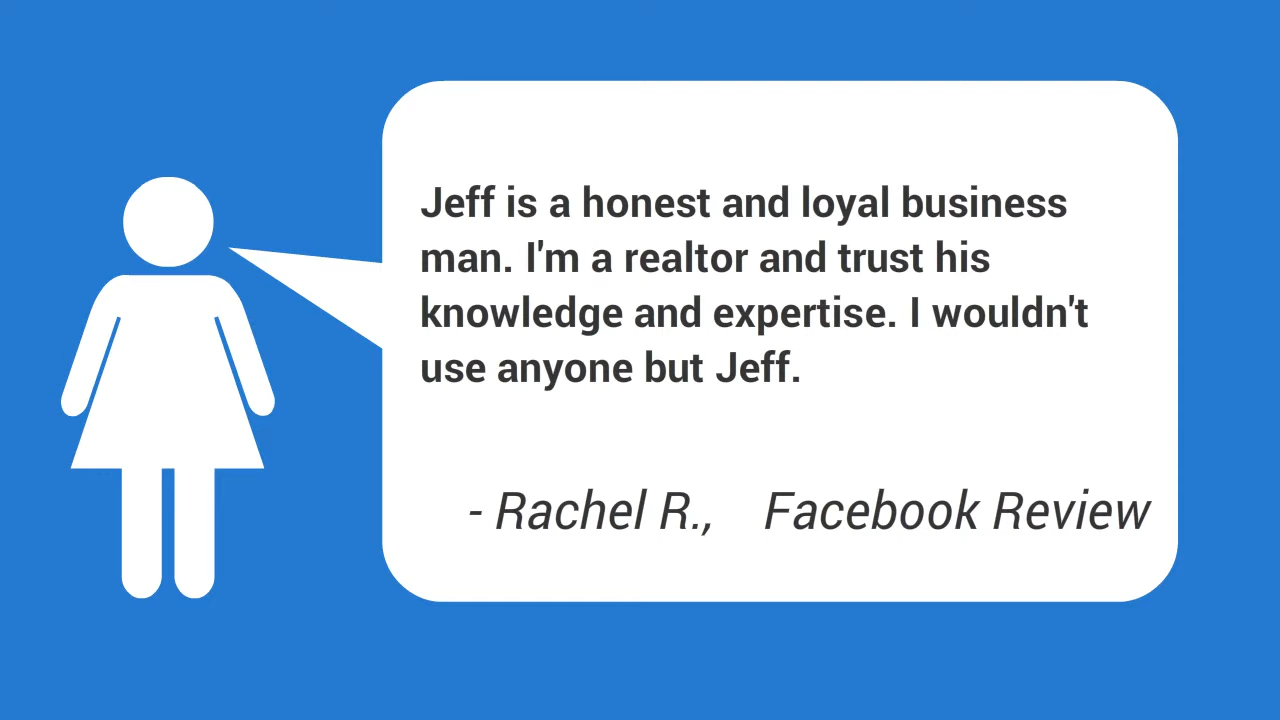 Jeff is a honest and loyal business
man. I'm a realtor and trust his
knowledge and expertise. I wouldn't
use anyone but Jeff.
- Rachel R., Facebook Review